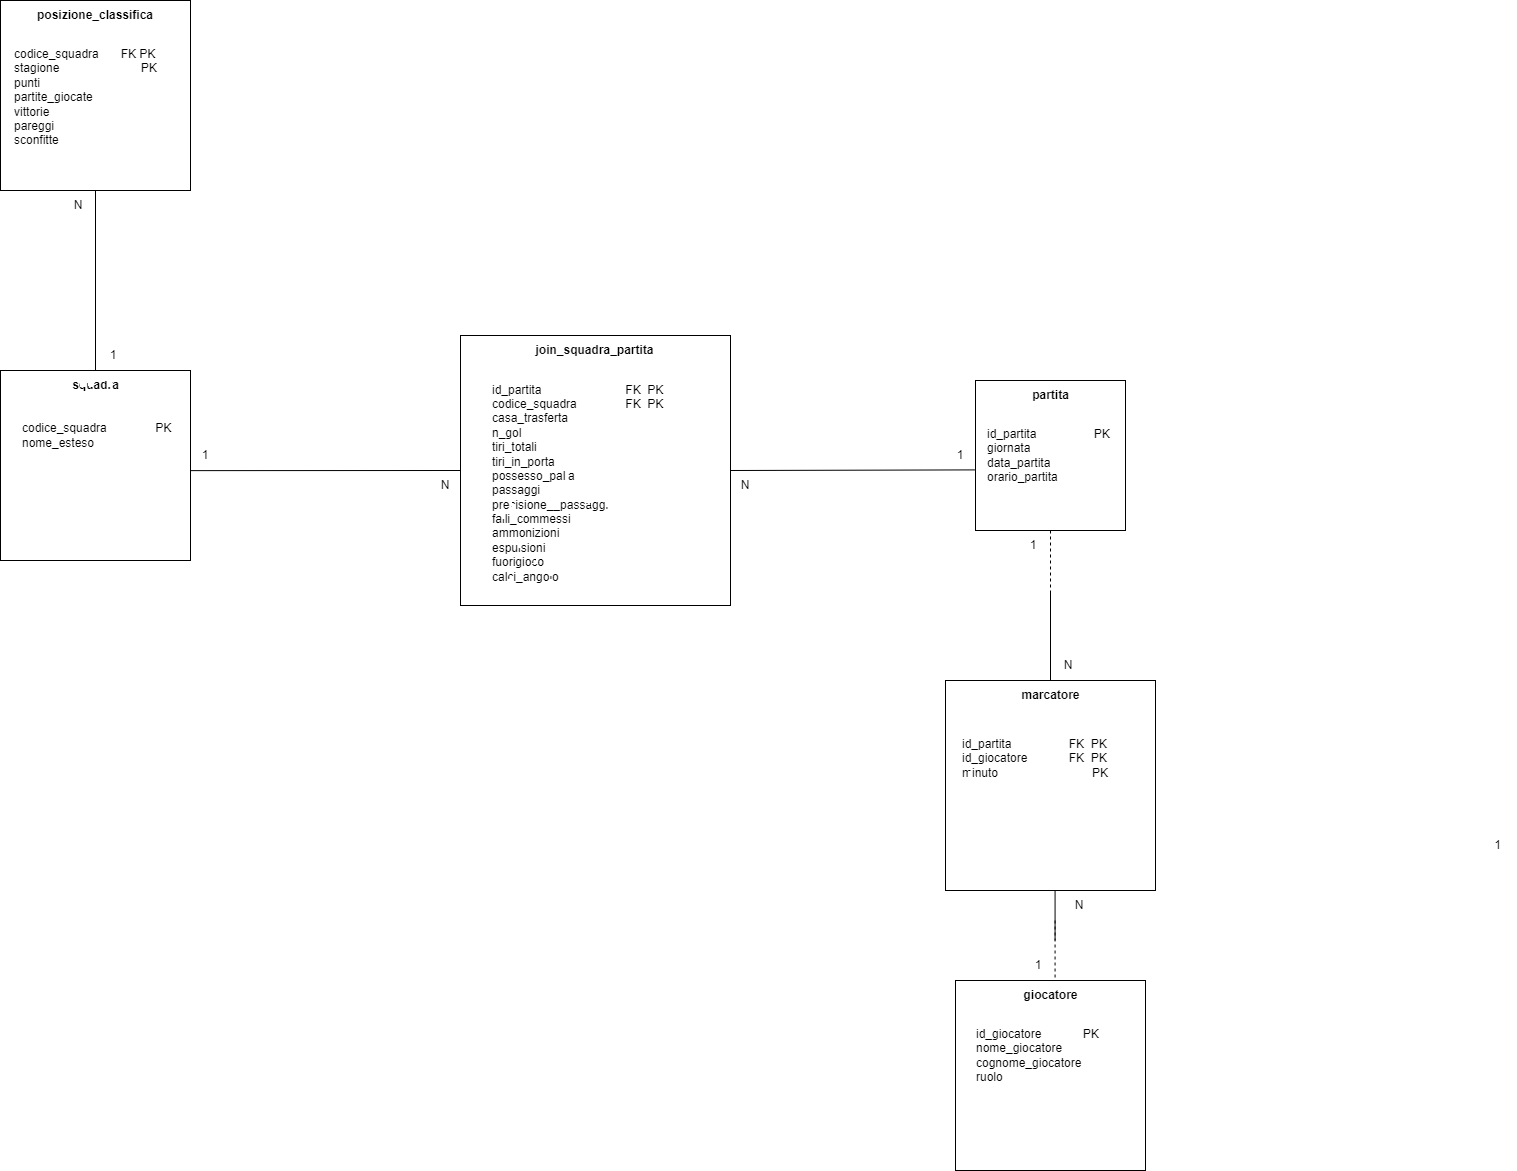 posizione_classifica
codice_squadra FK PK
stagione PK
punti
partite_giocate
vittorie
pareggi
sconfitte
N
1
squadra
codice_squadra PK
nome_esteso
1
N
join_squadra_partita
id_partita FK PK
codice_squadra FK PK
casa_trasferta
n_gol
tiri_totali
tiri_in_porta
possesso_palla
passaggi
precisione__passaggi
falli_commessi
ammonizioni
espulsioni
fuorigioco
calci_angolo
N
1
partita
id_partita PK
giornata
data_partita
orario_partita
1
N
marcatore
id_partita FK PK
id_giocatore FK PK
minuto PK
1
N
1
giocatore
id_giocatore PK
nome_giocatore
cognome_giocatore
ruolo